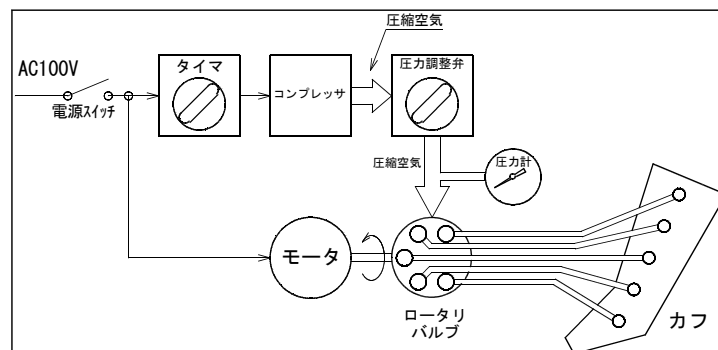 圧縮空気
AC100V
タイマ
コンプレッサ
圧力調整弁
電源スイッチ
圧縮空気
圧力計
モータ
ロータリ
バルブ
カフ